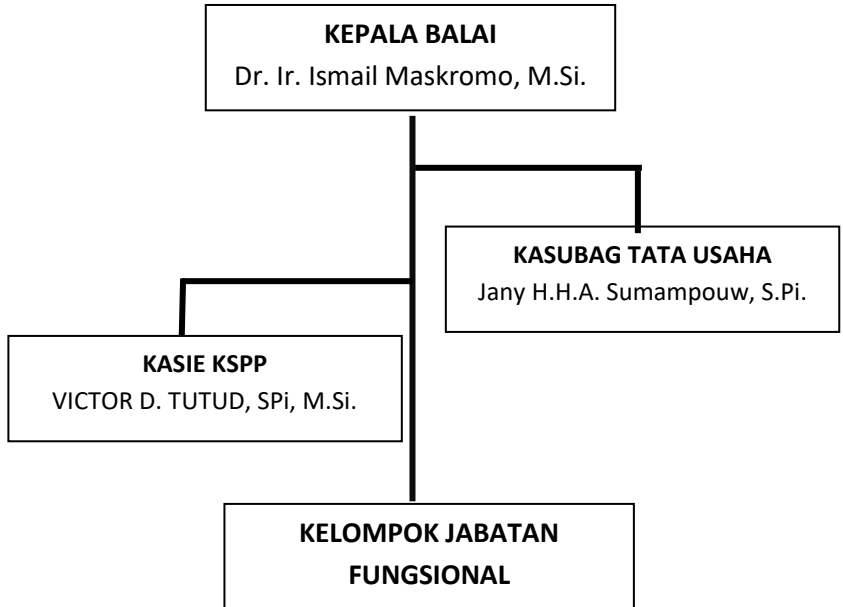 KEPALA BALAI
Dr. Ir. Ismail Maskromo, M.Si.
KASUBAG TATA USAHA
Jany H.H.A. Sumampouw, S.Pi.
KASIE KSPP
VICTOR D. TUTUD, SPi, M.Si.
KELOMPOK JABATAN
FUNGSIONAL